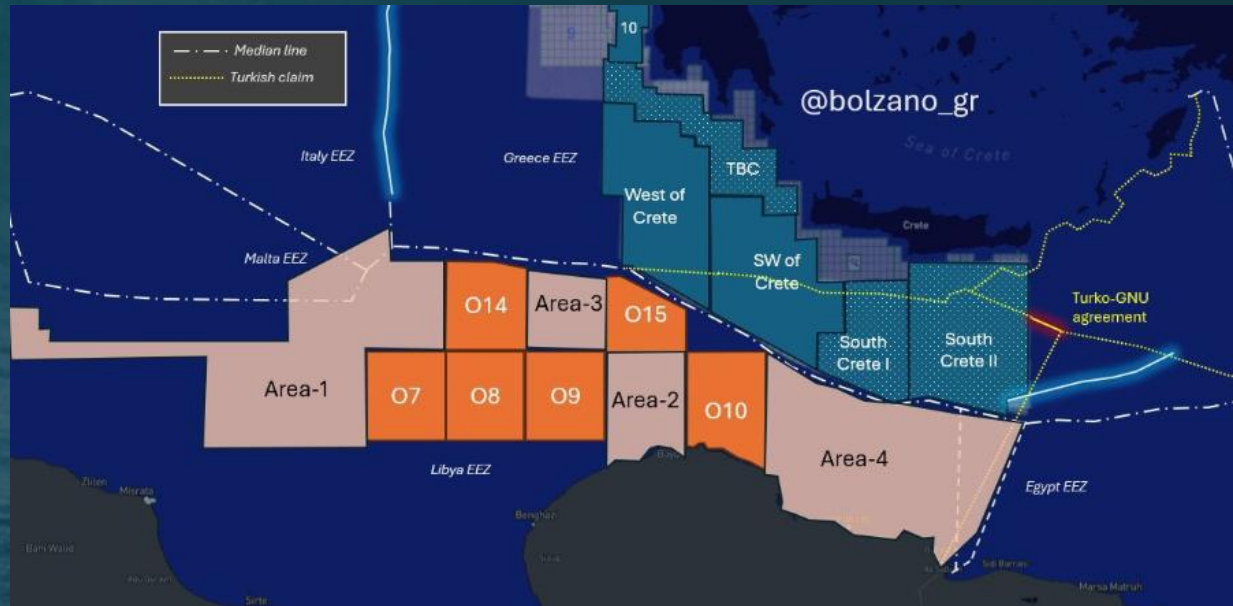 Median line
Turkish claim
9
10
@bolzano_gr
Italy EEZ
Greece EEZ
TBC
Sea of Crete
West of
Crete
Crete
Malta EEZ
SW of
Crete
O14
Area-3
O15
South
Crete I
South
Crete II
Turko-GNU
agreement
Area-1
O7
O8
O9
Area-2
O10
Area-4
Libya EEZ
Egypt EEZ
Zliten
Misrata
Benghazi
Bani Waled
Sirte
Sidi Barrani
Marsa Matruh